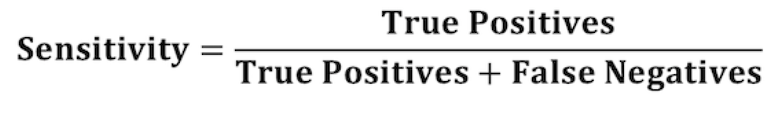 True Positives
Sensitivity =
True Positives + False Negatives